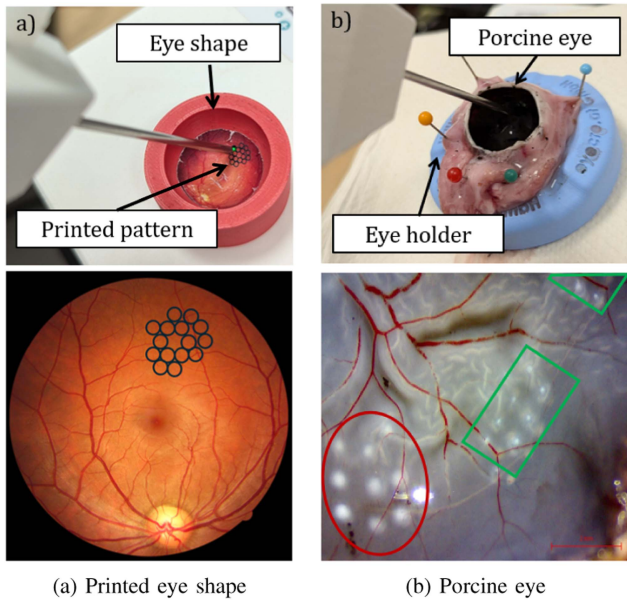 a)
Eye shape
Printed pattern
b)
Porcine eye
Eye holder
(a) Printed eye shape
(b) Porcine eye